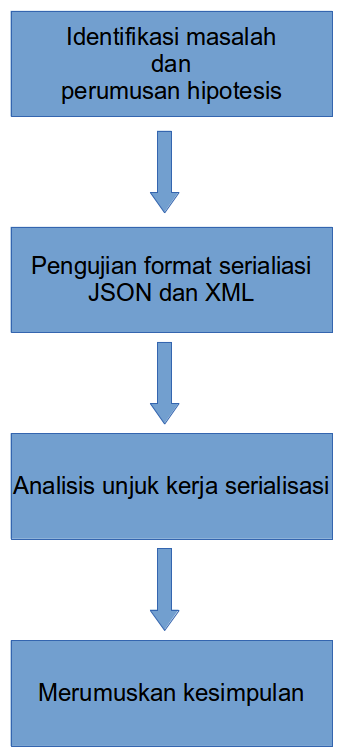 Identifikasi masalah
dan
perumusan hipotesis
Pengujian format serialiasi
JSON dan XML
Analisis unjuk kerja serialisasi
Merumuskan kesimpulan